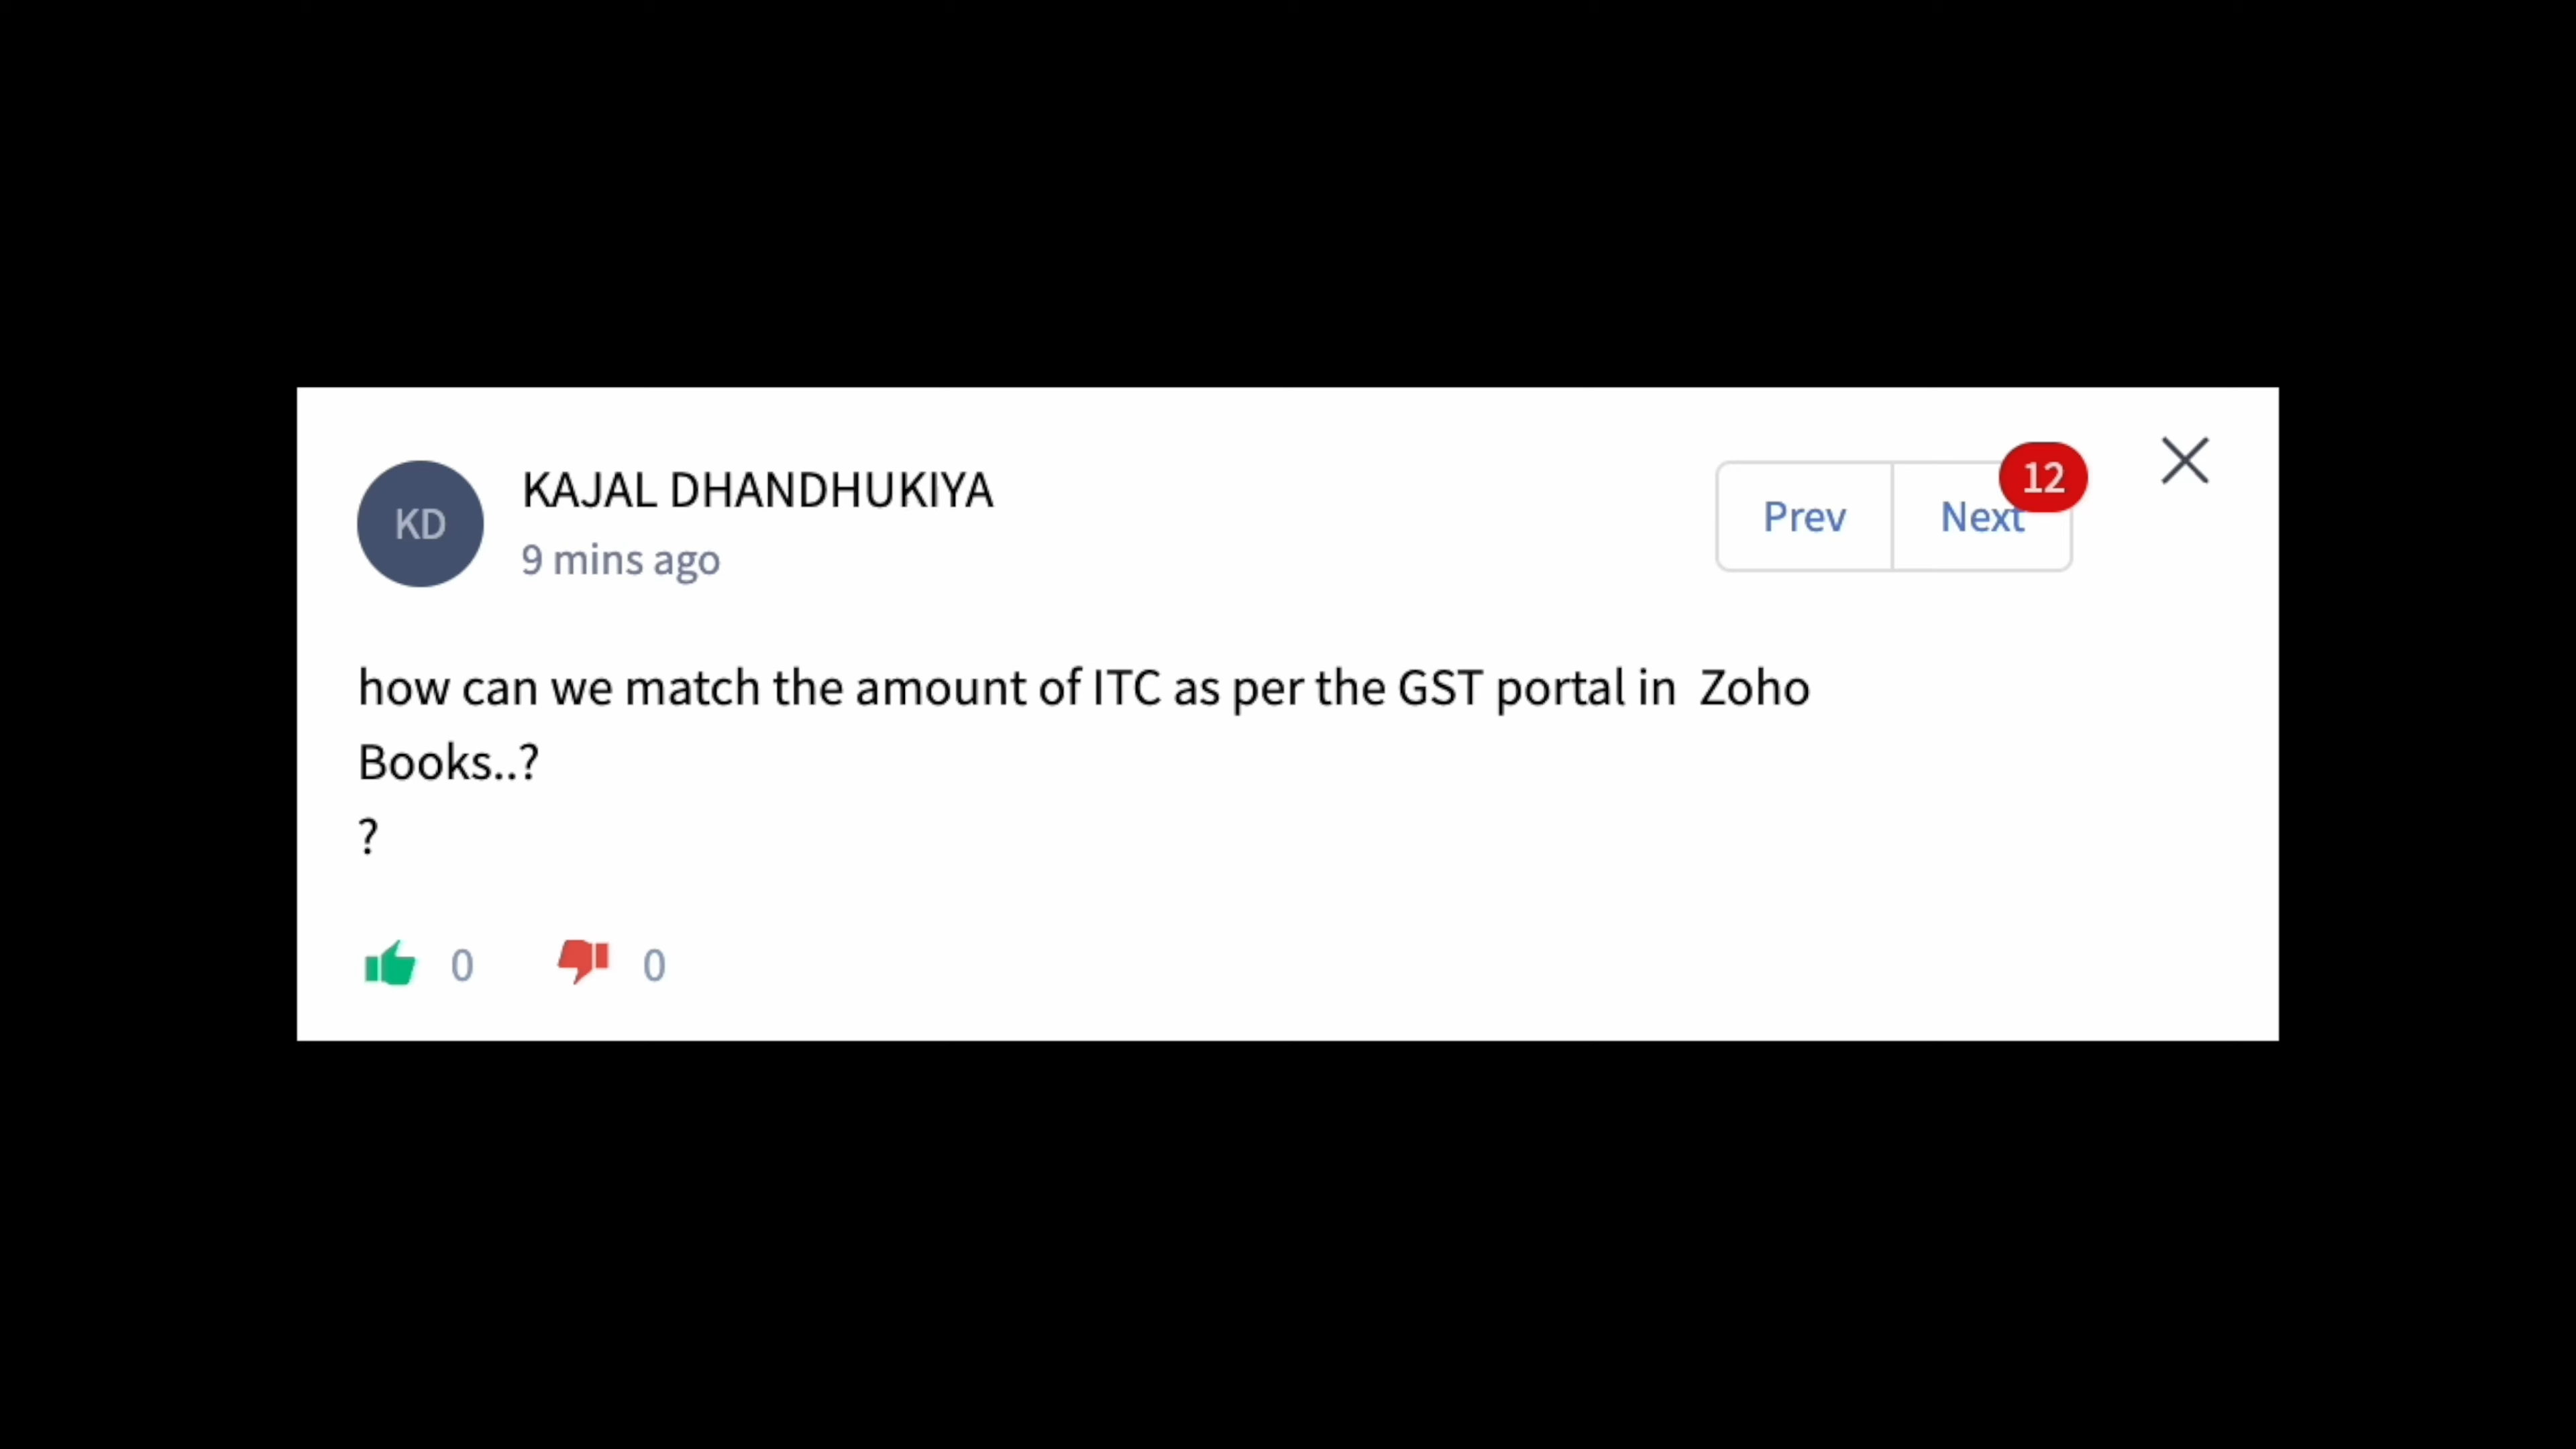 KD
KAJAL DHANDHUKIYA
9 mins ago
Prev
Next
12
how can we match the amount of ITC as per the GST portal in  Zoho
Books..?
?
0
0